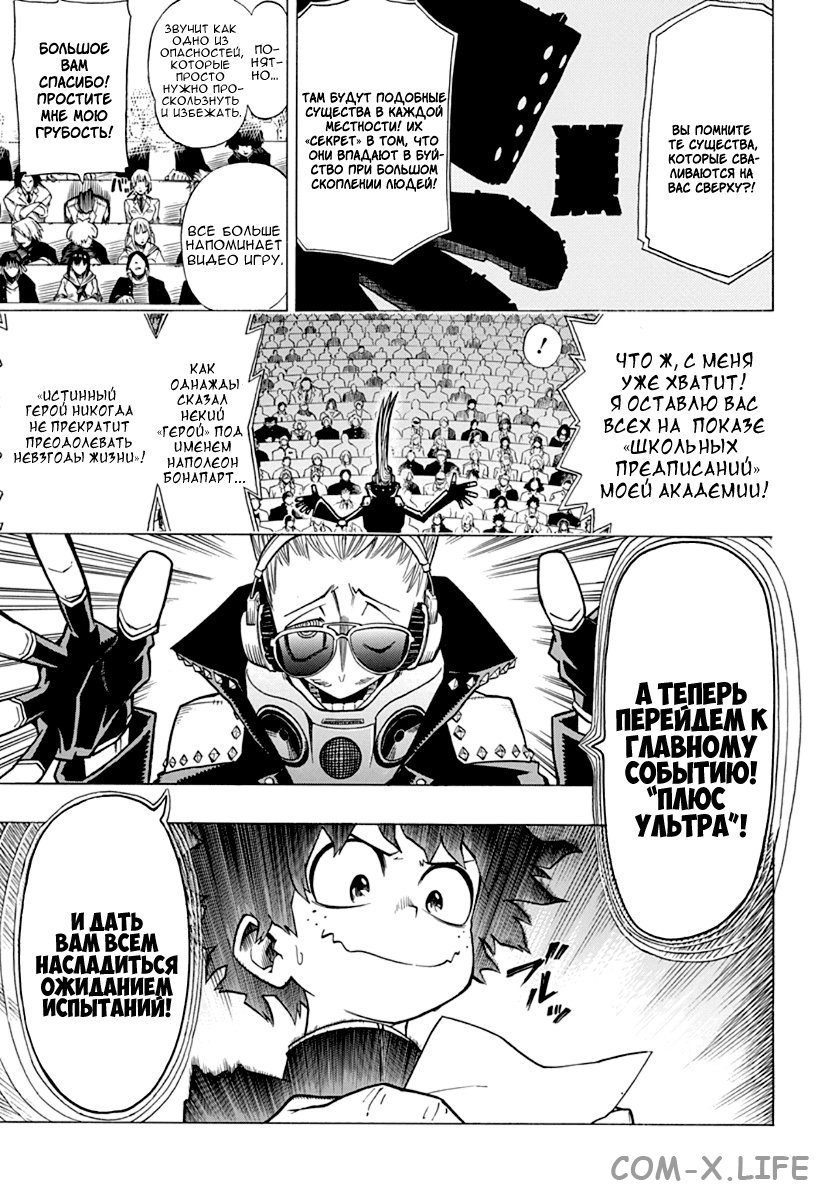 ВЫ ПОМНИТЕ
ТЕ СУЩЕСТВА,
КОТОРЫЕ СВА-
ЛИВАЮТСЯ НА
ВАС СВЕРХУ?!
ТАМ БУДУТ ПОДОБНЫЕ
СУЩЕСТВА В КАЖДОЙ
МЕСТНОСТИ! ИХ
«СЕКРЕТ» В ТОМ, ЧТО
ОНИ ВПАДАЮТ В БУЙ-
СТВО ПРИ БОЛЬШОМ
СКОПЛЕНИИ ЛЮДЕЙ!
ПО-
НЯТ-
НО...
ЗВУЧИТ КАК
ОДНО ИЗ
ОПАСНОСТЕЙ,
КОТОРЫЕ
ПРОСТО
НУЖНО ПРО-
СКОЛЬЗНУТЬ
И ИЗБЕЖАТЬ.
БОЛЬШОЕ
ВАМ
СПАСИБО!
ПРОСТИТЕ
МНЕ МОЮ
ГРУБОСТЬ!
ВСЕ БОЛЬШЕ
НАПОМИНАЕТ
ВИДЕО ИГРУ.
!
ЧТО Ж, С МЕНЯ
УЖЕ ХВАТИТ!
Я ОСТАВЛЮ ВАС
ВСЕХ НА ПОКАЗЕ
«ШКОЛЬНЫХ
ПРЕДПИСАНИЙ»
МОЕЙ АКАДЕМИИ!
КАК
ОДНАЖДЫ
СКАЗАЛ
НЕКИЙ
«ГЕРОЙ» ПОД
ИМЕНЕМ
НАПОЛЕОН
БОНАПАРТ...
«ИСТИННЫЙ
ГЕРОЙ НИКОГДА
НЕ ПРЕКРАТИТ
ПРЕОДОЛЕВАТЬ
НЕВЗГОДЫ ЖИЗНИ»!
А ТЕПЕРЬ
ПЕРЕЙДЕМ К
ГЛАВНОМУ
СОБЫТИЮ!
"ПЛЮС
УЛЬТРА"!
И ДАТЬ
ВАМ ВСЕМ
НАСЛАДИТЬСЯ
ОЖИДАНИЕМ
ИСПЫТАНИЙ!
COM-X.LIFE